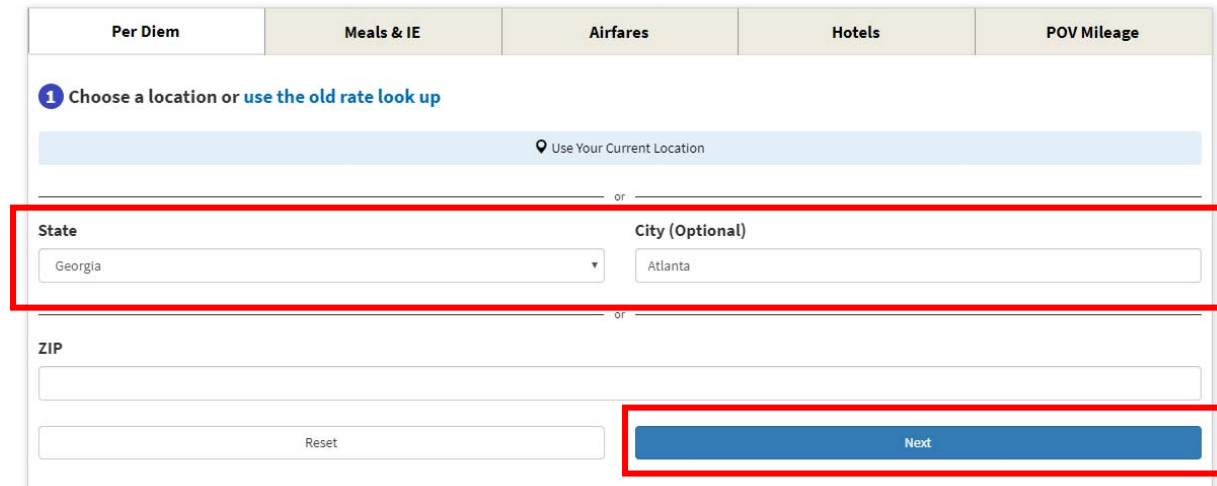 Per Diem Meals & IE Airfares Hotels POV Mileage
1 Choose a location or use the old rate look up
Use Your Current Location
or
State City (Optional)
Georgia Atlanta
or
ZIP
Reset Next